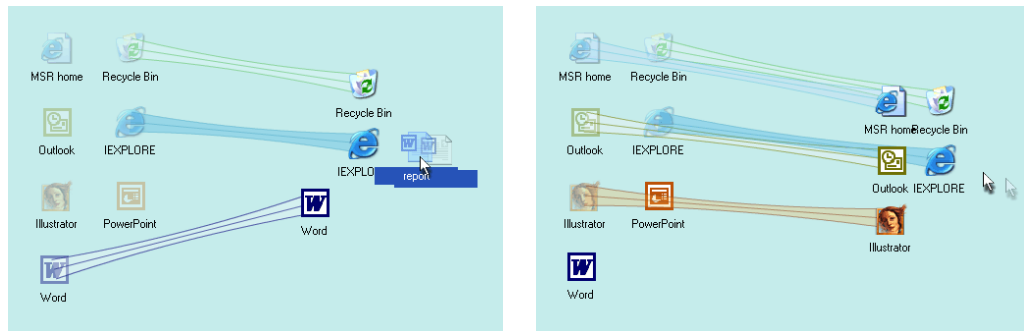 MSR home Recycle Bin
Recycle Bin
Outlook IEXPLORE
IEXPLO
report
Illustrator PowerPoint
Word
Word
MSR home Recycle Bin
MSR home Recycle Bin
Outlook IEXPLORE
Outlook IEXPLORE
Illustrator PowerPoint
Illustrator
Word